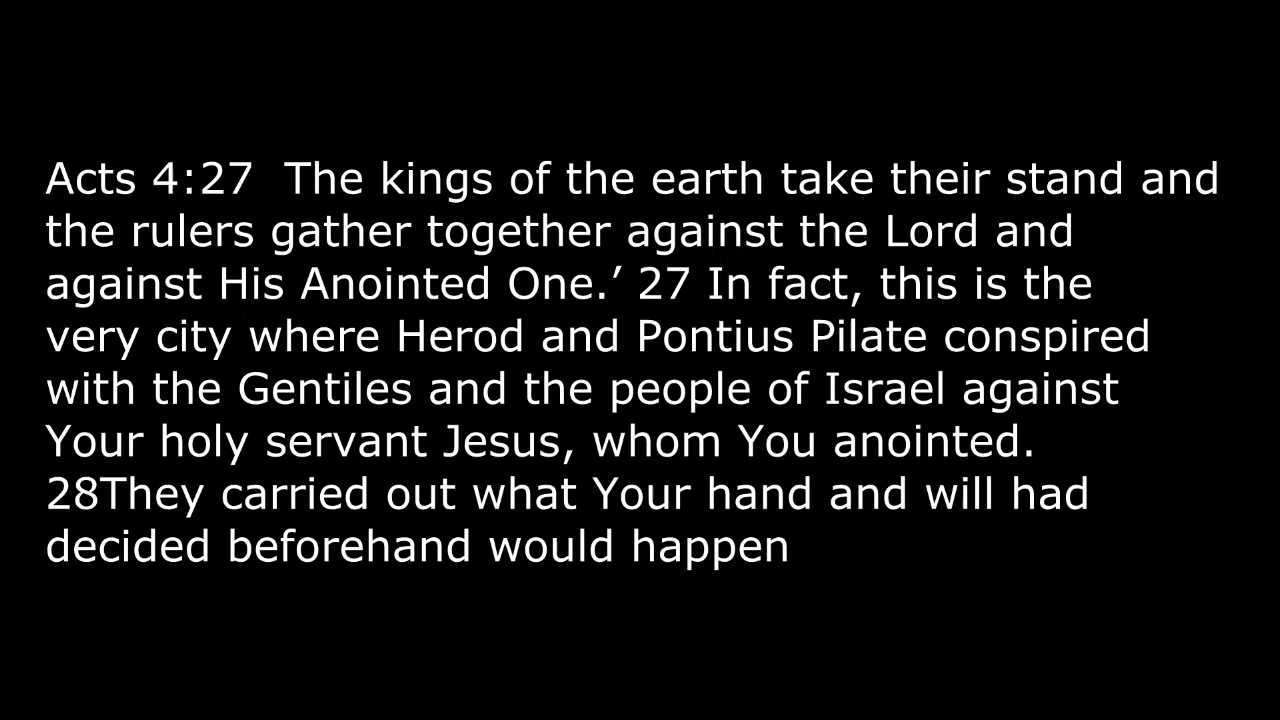 Acts 4:27  The kings of the earth take their stand and
the rulers gather together against the Lord and
against His Anointed One.’ 27 In fact, this is the
very city where Herod and Pontius Pilate conspired
with the Gentiles and the people of Israel against
Your holy servant Jesus, whom You anointed.
28They carried out what Your hand and will had
decided beforehand would happen